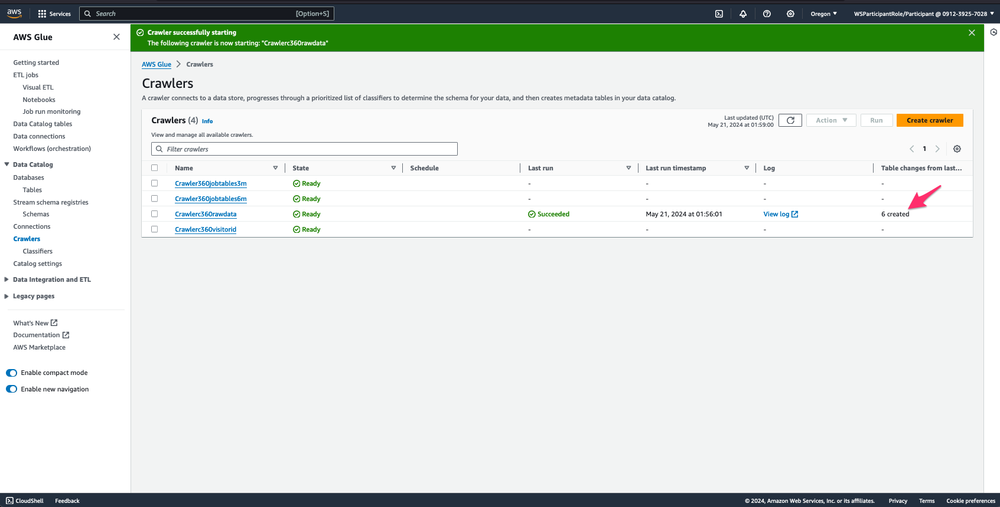 aws
Services
Search
[Option+S]
Oregon
WSParticipantRole/Participant @ 0912-3925-7028
AWS Glue
Getting started
ETL jobs
Visual ETL
Notebooks
Job run monitoring
Data Catalog tables
Data connections
Workflows (orchestration)
Data Catalog
Databases
Tables
Stream schema registries
Schemas
Connections
Crawlers
Classifiers
Catalog settings
Data Integration and ETL
Legacy pages
What's New
Documentation
AWS Marketplace
Enable compact mode
Enable new navigation
Crawler successfully starting
The following crawler is now starting: "Crawlerc360rawdata"
AWS Glue > Crawlers
Crawlers
A crawler connects to a data store, progresses through a prioritized list of classifiers to determine the schema for your data, and then creates metadata tables in your data catalog.
Crawlers (4) Info
View and manage all available crawlers.
Last updated (UTC)
May 21, 2024 at 01:59:00
Action
Run
Create crawler
Filter crawlers
1
Name State Schedule Last run Last run timestamp Log Table changes from last...
Crawler360jobtables3m Ready - - - -
Crawler360jobtables6m Ready - - - -
Crawlerc360rawdata Ready Succeeded May 21, 2024 at 01:56:01 View log 6 created
Crawlerc360visitorid Ready - - - -
CloudShell Feedback © 2024, Amazon Web Services, Inc. or its affiliates. Privacy Terms Cookie preferences